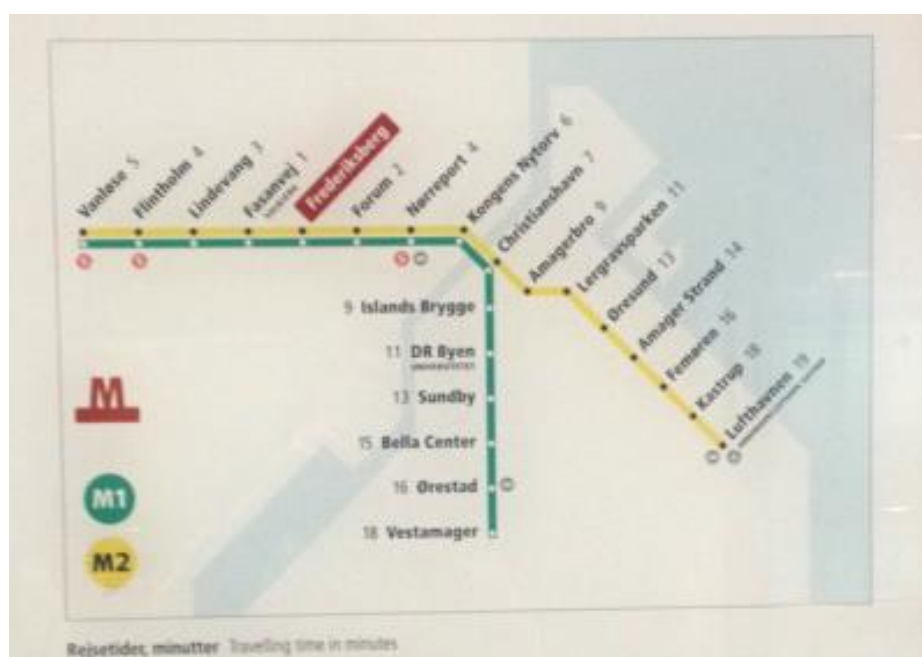 Vanløse 5
Flintholm 4
Lindevang 3
Fasanvej 1
Frederiksberg
Forum 2
Nørreport 4
Kongens Nytorv 6
Christianshavn 7
Amagerbro 9
Lergravsparken 11
Øresund 13
Amager Strand 14
Femøren 16
Kastrup 18
Lufthavnen 19
9 Islands Brygge
11 DR Byen
UNIVERSITETET
13 Sundby
15 Bella Center
16 Ørestad
18 Vestamager
M
M1
M2
Rejsetider, minutter Travelling time in minutes